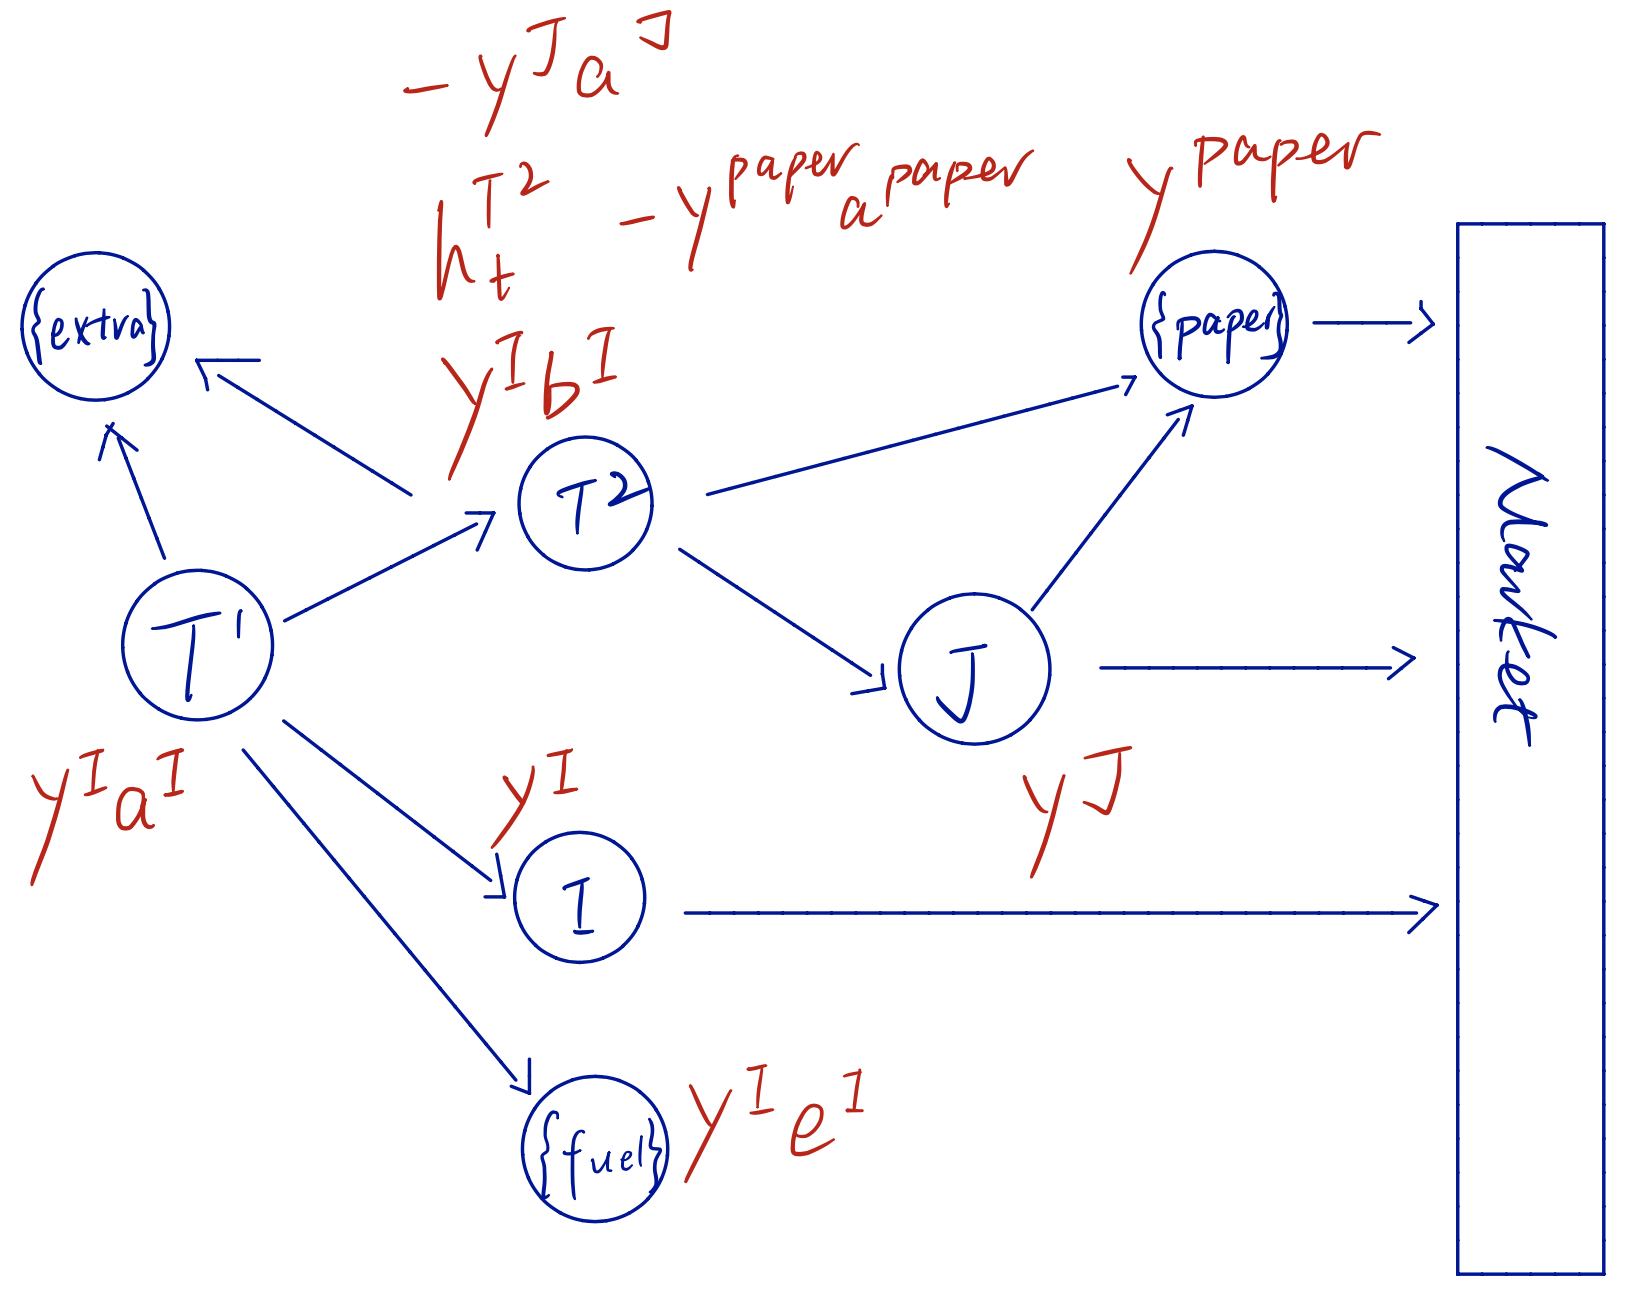 - y^J a^J
h_t^{T^2} - y^{paper} a^{paper}
y^{paper}
{extra}
{paper}
y^I b^I
T^2
Market
T^1
J
y^I a^I
y^I
y^J
I
{fuel}
y^I e^I